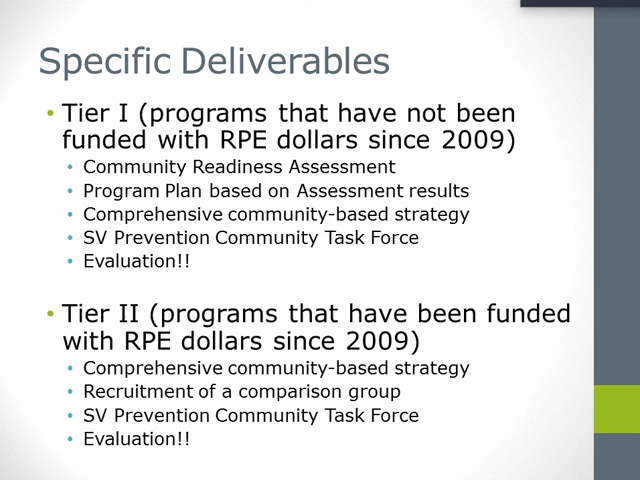 Specific Deliverables
• Tier I (programs that have not been
funded with RPE dollars since 2009)
• Community Readiness Assessment
• Program Plan based on Assessment results
• Comprehensive community-based strategy
• SV Prevention Community Task Force
• Evaluation!!
• Tier II (programs that have been funded
with RPE dollars since 2009)
• Comprehensive community-based strategy
• Recruitment of a comparison group
• SV Prevention Community Task Force
• Evaluation!!